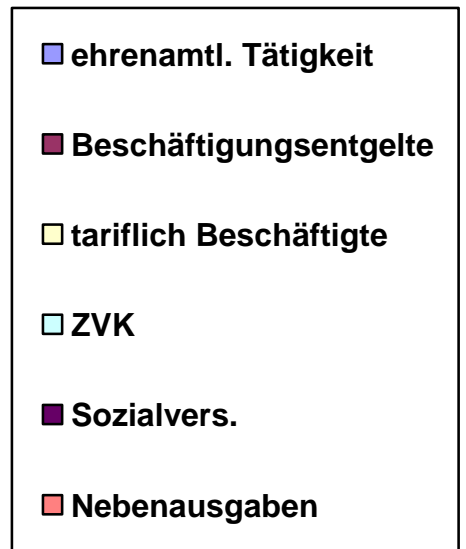 ehrenamtl. Tätigkeit
Beschäftigungsentgelte
tariflich Beschäftigte
ZVK
Sozialvers.
Nebenausgaben